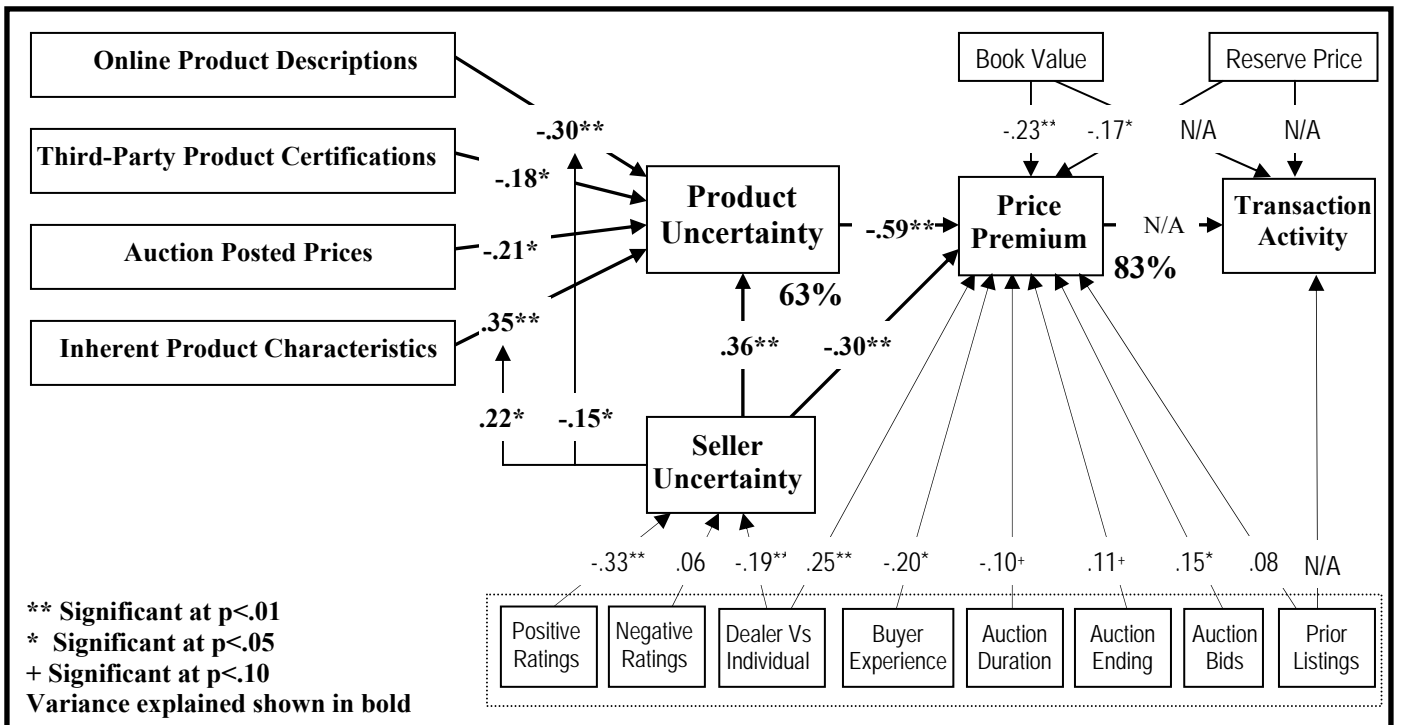 Online Product Descriptions
Book Value
Reserve Price
-.30**
-.23**
-.17*
N/A
N/A
Third-Party Product Certifications
-.18*
Product
Uncertainty
Price
Premium
Transaction
Activity
Auction Posted Prices
-.21*
-.59**
N/A
63%
83%
Inherent Product Characteristics
.35**
.36**
-.30**
.22*
-.15*
Seller
Uncertainty
-.33**
.06
-.19**
.25**
-.20*
-.10+
.11+
.15*
.08
N/A
** Significant at p<.01
* Significant at p<.05
+ Significant at p<.10
Variance explained shown in bold
Positive
Ratings
Negative
Ratings
Dealer Vs
Individual
Buyer
Experience
Auction
Duration
Auction
Ending
Auction
Bids
Prior
Listings